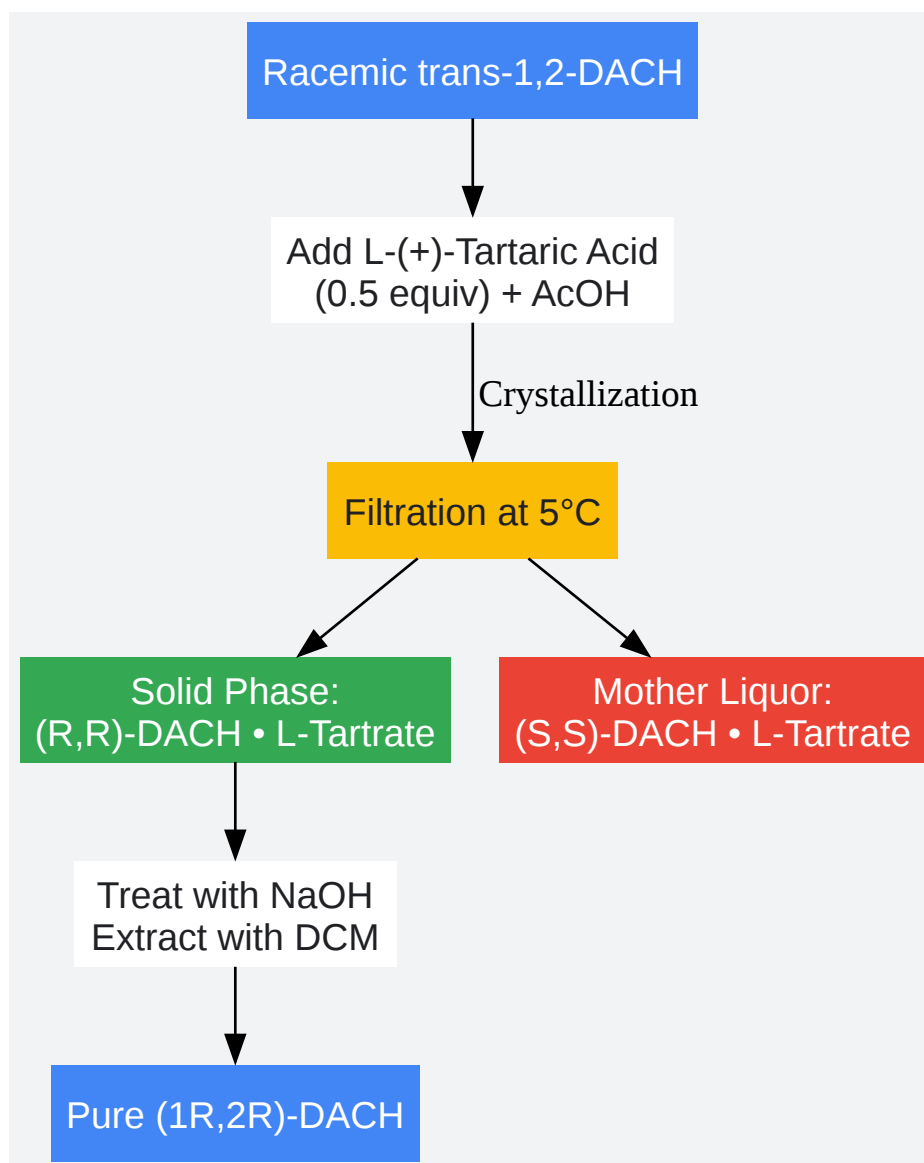 Racemic trans-1,2-DACH
Add L-(+)-Tartaric Acid
(0.5 equiv) + AcOH
Crystallization
Filtration at 5°C
Solid Phase:
(R,R)-DACH • L-Tartrate
Mother Liquor:
(S,S)-DACH • L-Tartrate
Treat with NaOH
Extract with DCM
Pure (1R,2R)-DACH